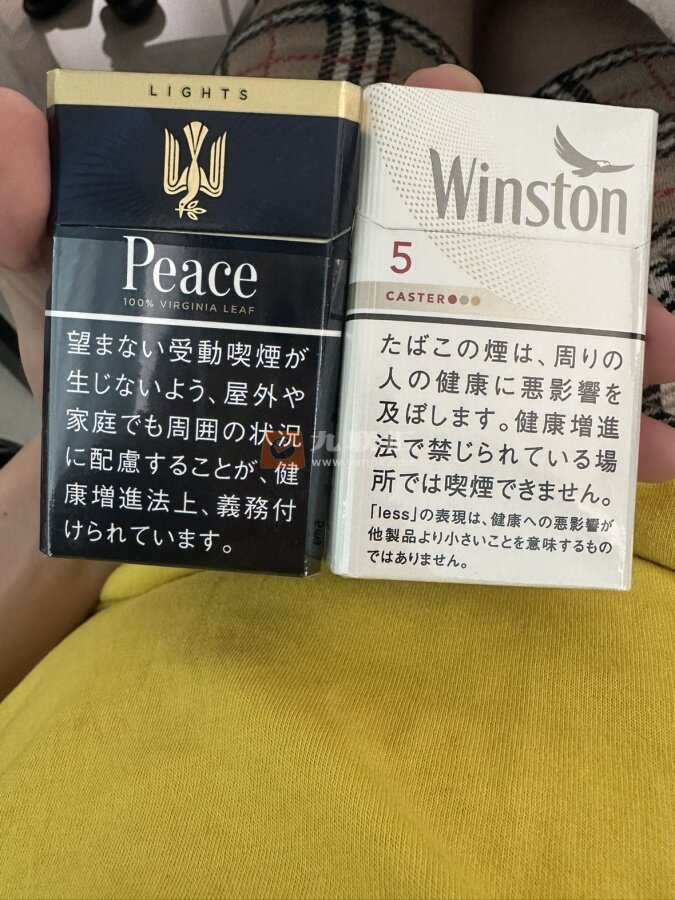 LIGHTS
Peace
100% VIRGINIA LEAF
望まない受動喫煙が
生じないよう、屋外や
家庭でも周囲の状況
に配慮することが、健
康増進法上、義務付
けられています。
Winston
5
CASTER
たばこの煙は、周りの
人の健康に悪影響を
及ぼします。健康増進
法で禁じられている場
所では喫煙できません。
「less」の表現は、健康への悪影響が
他製品より小さいことを意味するもの
ではありません。